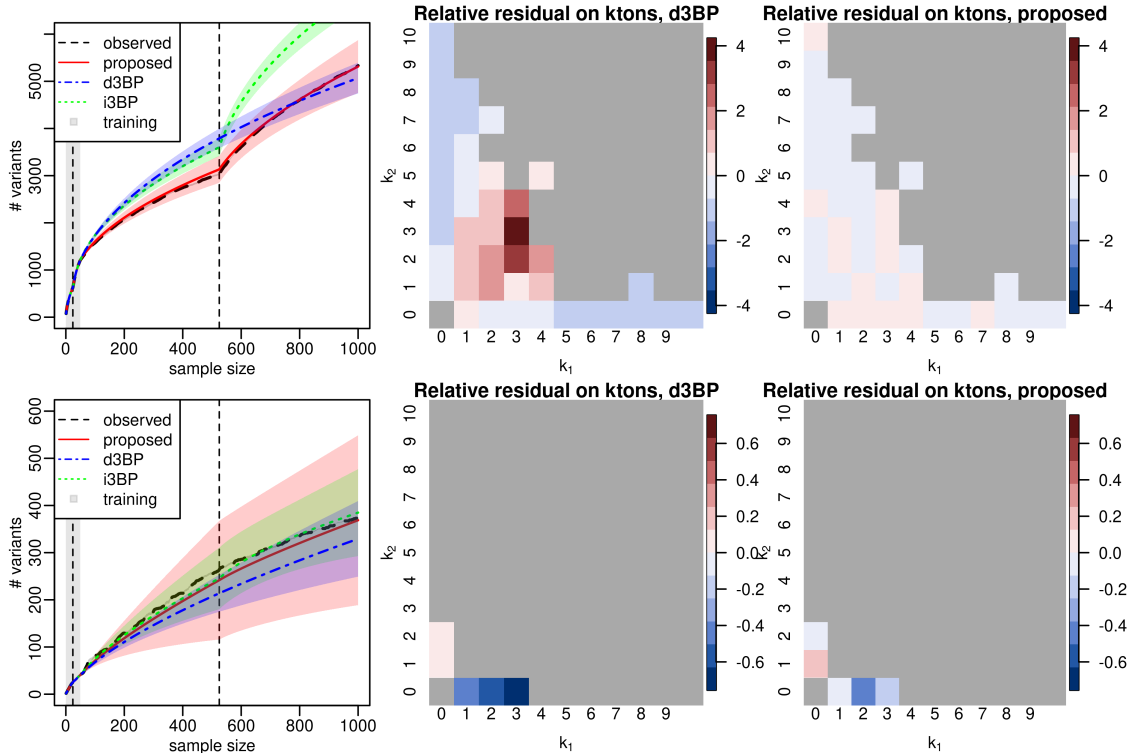 Relative residual on ktons, d3BP
Relative residual on ktons, proposed
observed
proposed
d3BP
i3BP
training
# variants
0
1000
3000
5000
0 200 400 600 800 1000
sample size
k2
0 1 2 3 4 5 6 7 8 9 10
0 1 2 3 4 5 6 7 8 9
k1
4
2
0
-2
-4
k2
0 1 2 3 4 5 6 7 8 9 10
0 1 2 3 4 5 6 7 8 9
k1
4
2
0
-2
-4
Relative residual on ktons, d3BP
Relative residual on ktons, proposed
observed
proposed
d3BP
i3BP
training
# variants
0 100 200 300 400 500 600
0 200 400 600 800 1000
sample size
k2
0 1 2 3 4 5 6 7 8 9 10
0 1 2 3 4 5 6 7 8 9
k1
0.6
0.4
0.2
0.0
-0.2
-0.4
-0.6
k2
0 1 2 3 4 5 6 7 8 9 10
0 1 2 3 4 5 6 7 8 9
k1
0.6
0.4
0.2
0.0
-0.2
-0.4
-0.6